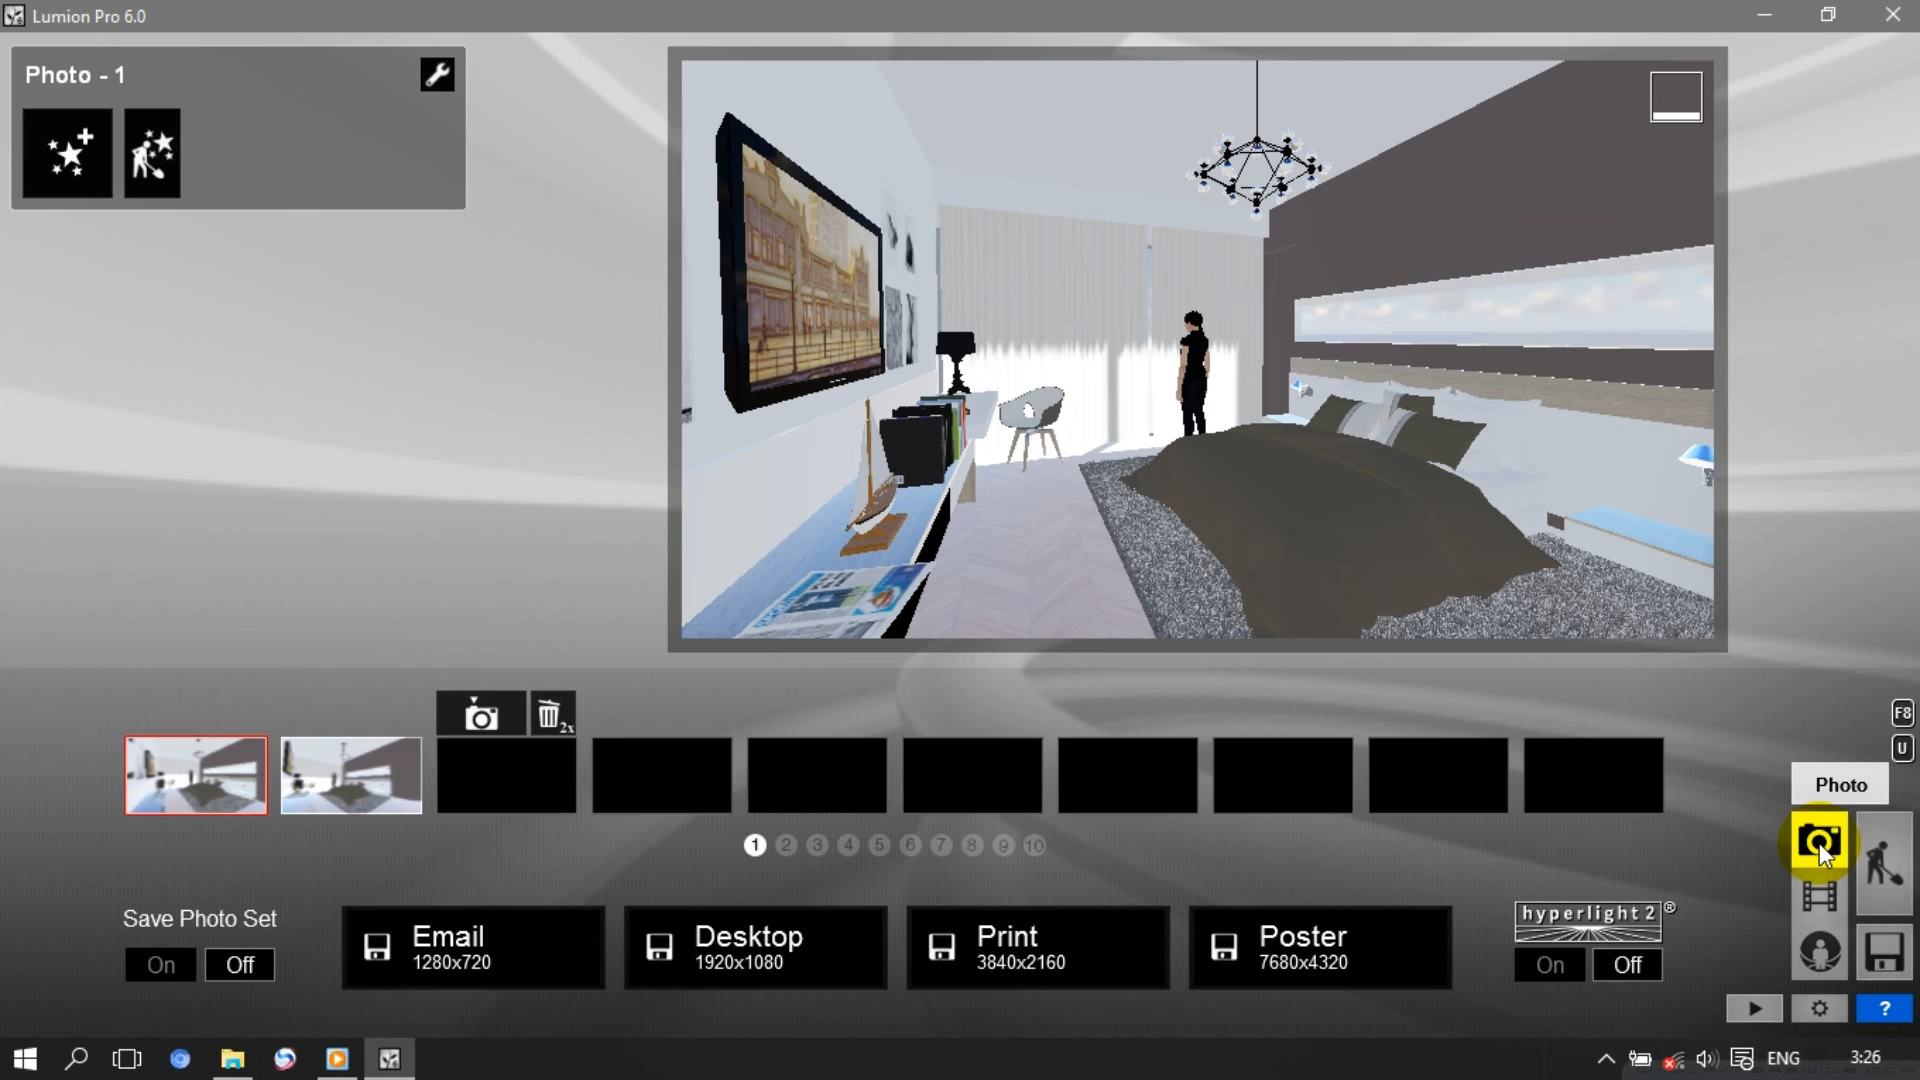 Lumion Pro 6.0
Photo - 1
2x
F8
U
Photo
1 2 3 4 5 6 7 8 9 10
Save Photo Set
On Off
Email
1280x720
Desktop
1920x1080
Print
3840x2160
Poster
7680x4320
hyperlight 2 ®
On Off
?
ENG
3:26